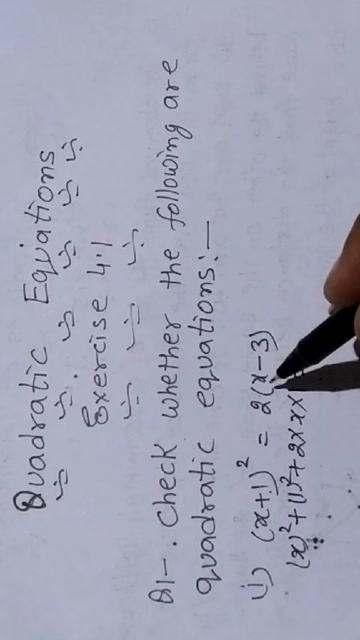 Quadratic Equations
Exercise 4.1
Q1-. Check whether the following are
quadratic equations:-
i) (x+1)² = 2(x-3)
(x)²+(1)²+2xxx